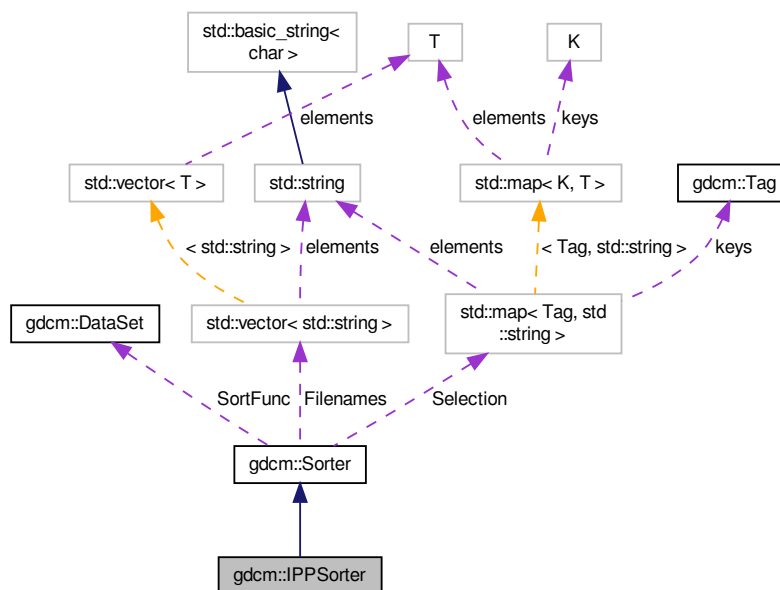 std::basic_string<
char >
T
K
elements
elements
keys
std::vector< T >
std::string
std::map< K, T >
gdcm::Tag
< std::string >
elements
elements
< Tag, std::string >
keys
gdcm::DataSet
std::vector< std::string >
std::map< Tag, std
::string >
SortFunc
Filenames
Selection
gdcm::Sorter
gdcm::IPPSorter